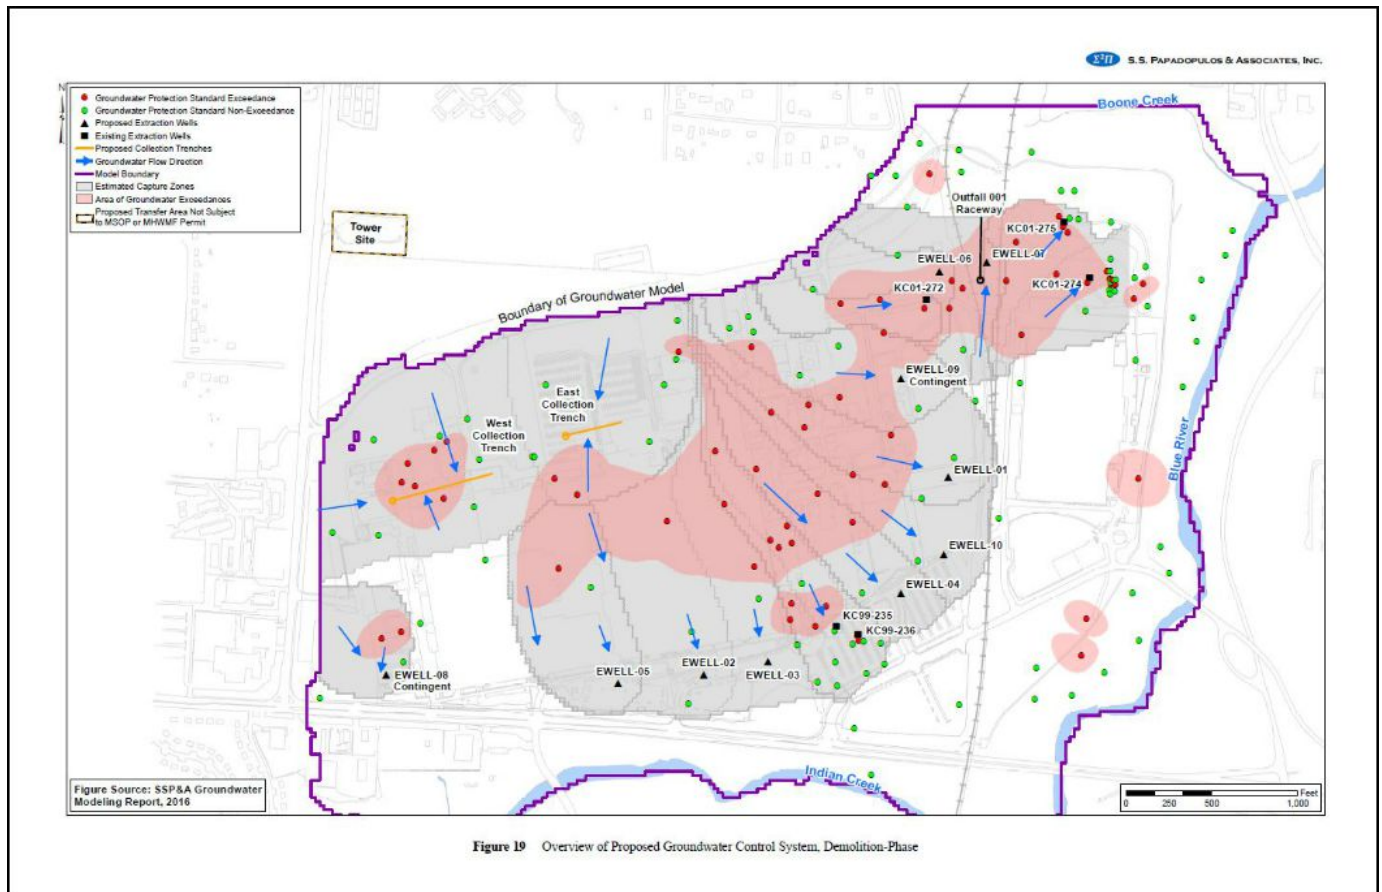 ΣΠ S.S. PAPADOPULOS & ASSOCIATES, INC.
N
Groundwater Protection Standard Exceedance
Groundwater Protection Standard Non-Exceedance
Proposed Extraction Wells
Existing Extraction Wells
Proposed Collection Trenches
Groundwater Flow Direction
Model Boundary
Estimated Capture Zones
Area of Groundwater Exceedances
Proposed Transfer Area Not Subject
to MSOP or MHWMF Permit
Boone Creek
Tower
Site
Outfall 001
Raceway
KC01-275
EWELL-07
EWELL-06
KC01-274
KC01-272
Boundary of Groundwater Model
EWELL-09
Contingent
East
Collection
Trench
West
Collection
Trench
Blue River
EWELL-01
EWELL-10
EWELL-04
KC99-235
KC99-236
EWELL-02
EWELL-05
EWELL-03
EWELL-08
Contingent
Indian Creek
Figure Source: SSP&A Groundwater
Modeling Report, 2016
Feet
0 250 500 1,000
Figure 19 Overview of Proposed Groundwater Control System, Demolition-Phase